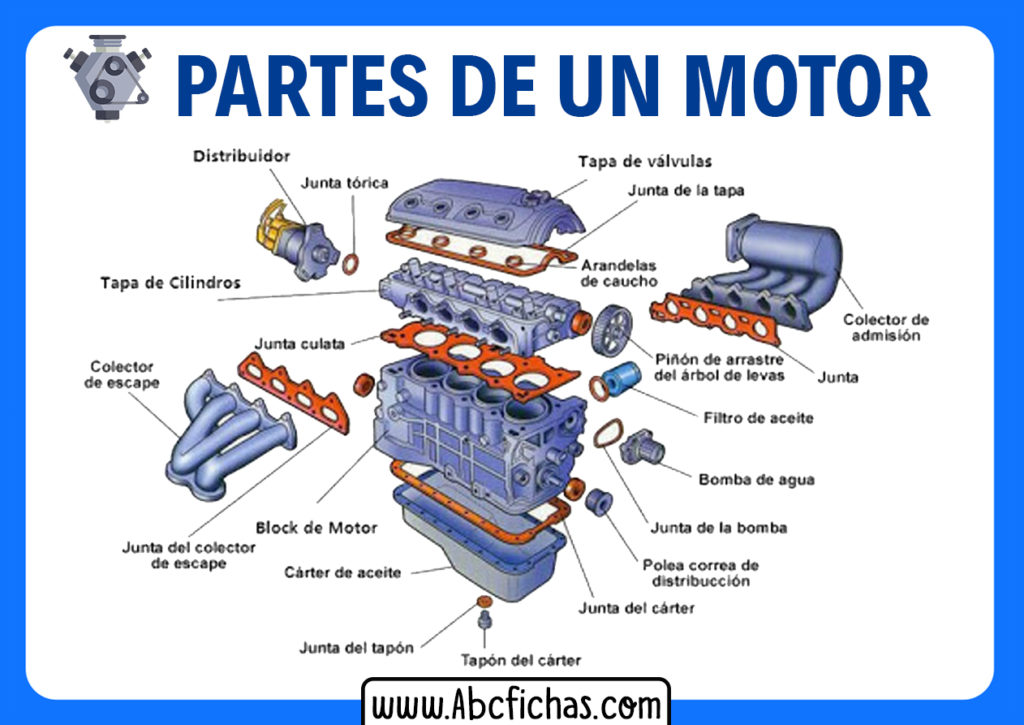 PARTES DE UN MOTOR
Distribuidor
Junta tórica
Tapa de válvulas
Junta de la tapa
Arandelas
de caucho
Tapa de Cilindros
Colector de
admisión
Junta culata
Piñón de arrastre
del árbol de levas
Junta
Colector
de escape
Filtro de aceite
Bomba de agua
Block de Motor
Junta de la bomba
Junta del colector
de escape
Cárter de aceite
Polea correa de
distribucción
Junta del cárter
Junta del tapón
Tapón del cárter
www.Abcfichas.com